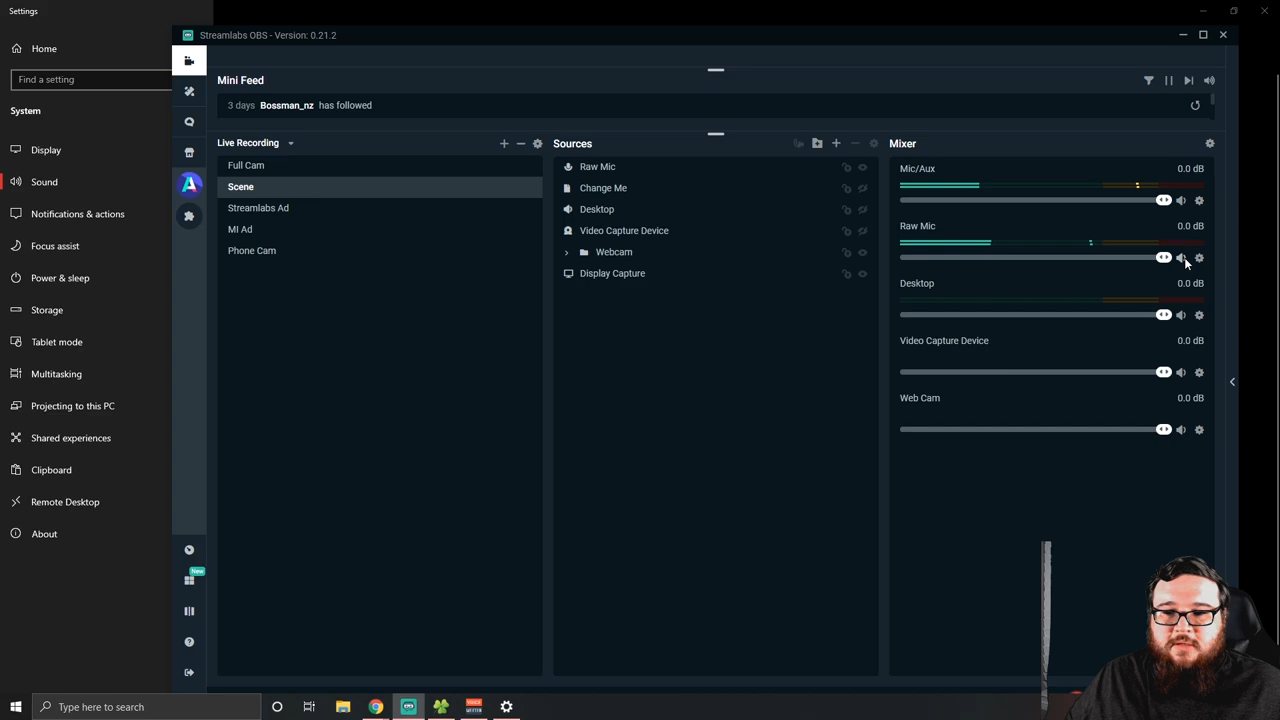 Settings
Streamlabs OBS - Version: 0.21.2
Home
Find a setting
System
Display
Sound
Notifications & actions
Focus assist
Power & sleep
Storage
Tablet mode
Multitasking
Projecting to this PC
Shared experiences
Clipboard
Remote Desktop
About
New
Mini Feed
3 days Bossman_nz has followed
Live Recording
Full Cam
Scene
Streamlabs Ad
MI Ad
Phone Cam
Sources
Raw Mic
Change Me
Desktop
Video Capture Device
Webcam
Display Capture
Mixer
Mic/Aux 0.0 dB
Raw Mic 0.0 dB
Desktop 0.0 dB
Video Capture Device 0.0 dB
Web Cam 0.0 dB
Type here to search